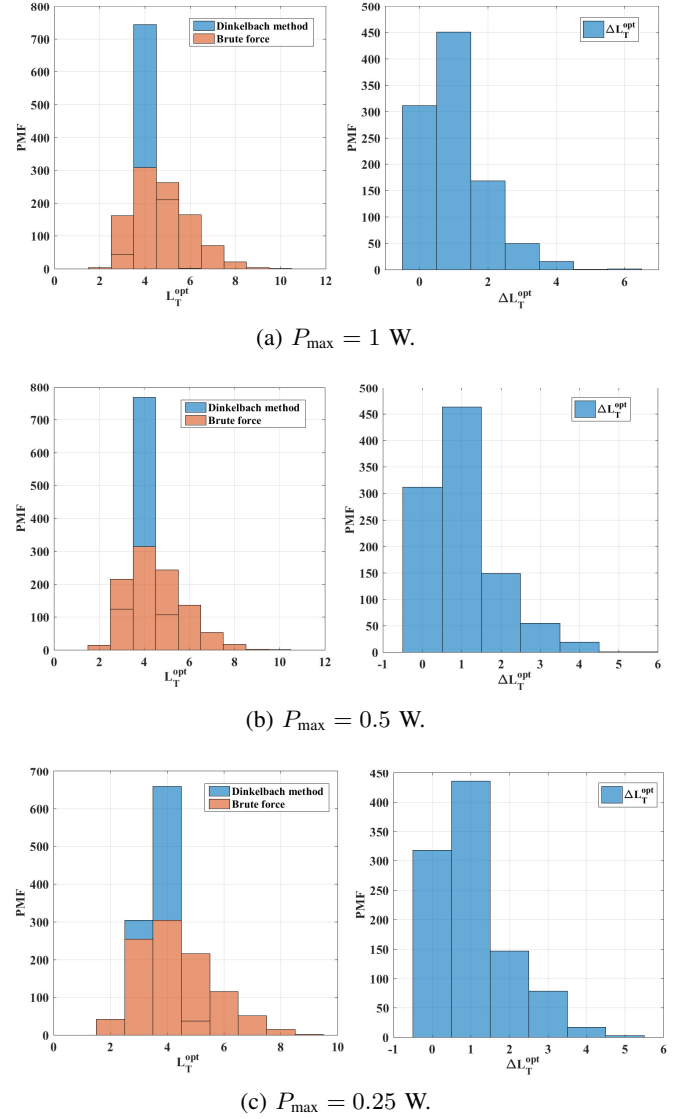 800
700
600
500
400
300
200
100
0
PMF
0 2 4 6 8 10 12
L_T^opt
Dinkelbach method
Brute force
500
450
400
350
300
250
200
150
100
50
0
PMF
0 2 4 6
ΔL_T^opt
ΔL_T^opt
(a) P_max = 1 W.
800
700
600
500
400
300
200
100
0
PMF
0 2 4 6 8 10 12
L_T^opt
Dinkelbach method
Brute force
500
450
400
350
300
250
200
150
100
50
0
PMF
-1 0 1 2 3 4 5 6
ΔL_T^opt
ΔL_T^opt
(b) P_max = 0.5 W.
700
600
500
400
300
200
100
0
PMF
0 2 4 6 8 10
L_T^opt
Dinkelbach method
Brute force
450
400
350
300
250
200
150
100
50
0
PMF
-1 0 1 2 3 4 5 6
ΔL_T^opt
ΔL_T^opt
(c) P_max = 0.25 W.